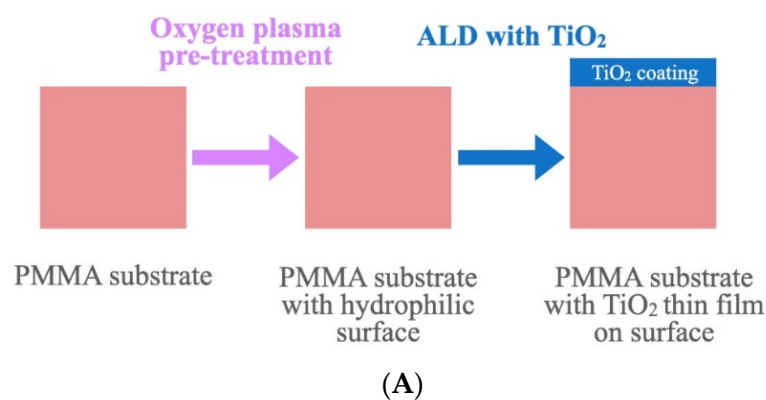 Oxygen plasma
pre-treatment
ALD with TiO₂
TiO₂ coating
PMMA substrate
PMMA substrate
with hydrophilic
surface
PMMA substrate
with TiO₂ thin film
on surface
(A)